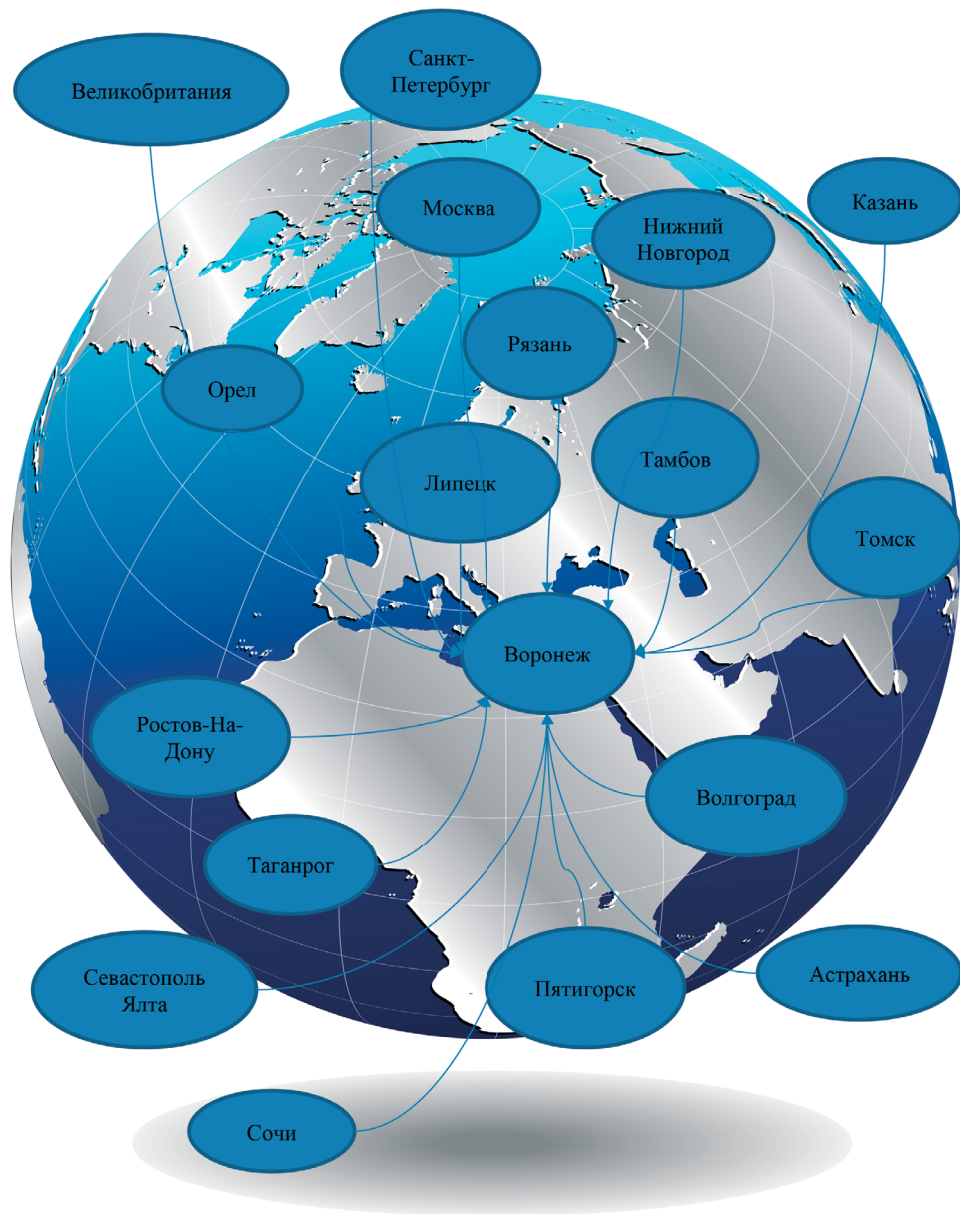 Санкт-
Петербург
Великобритания
Казань
Москва
Нижний
Новгород
Рязань
Орел
Тамбов
Липецк
Томск
Воронеж
Ростов-На-
Дону
Волгоград
Таганрог
Севастополь
Ялта
Пятигорск
Астрахань
Сочи